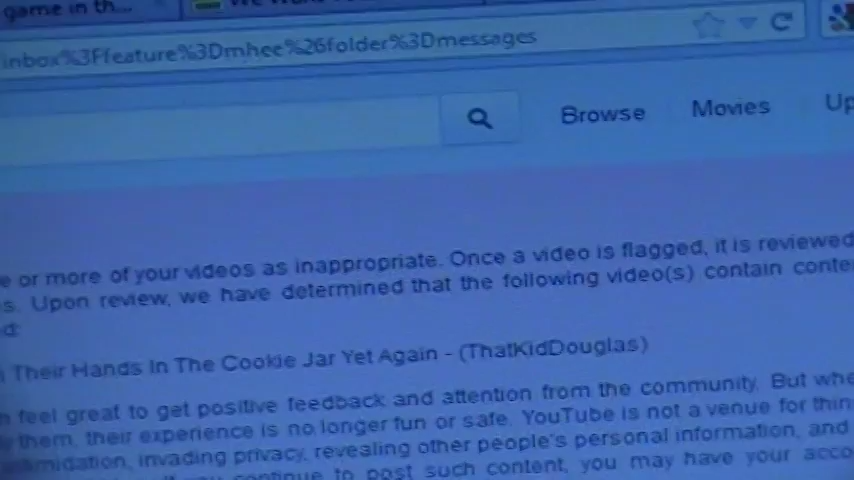 game in th...
inbox%3Ffeature%3Dmhee%26folder%3Dmessages
Browse Movies Up
e or more of your videos as inappropriate. Once a video is flagged, it is reviewed
s. Upon review, we have determined that the following video(s) contain conte
d:
Their Hands In The Cookie Jar Yet Again - (ThatKidDouglas)
h feel great to get positive feedback and attention from the community. But whe
y them, their experience is no longer fun or safe. YouTube is not a venue for thin
intimidation, invading privacy, revealing other people's personal information, and
continue to post such content, you may have your acco